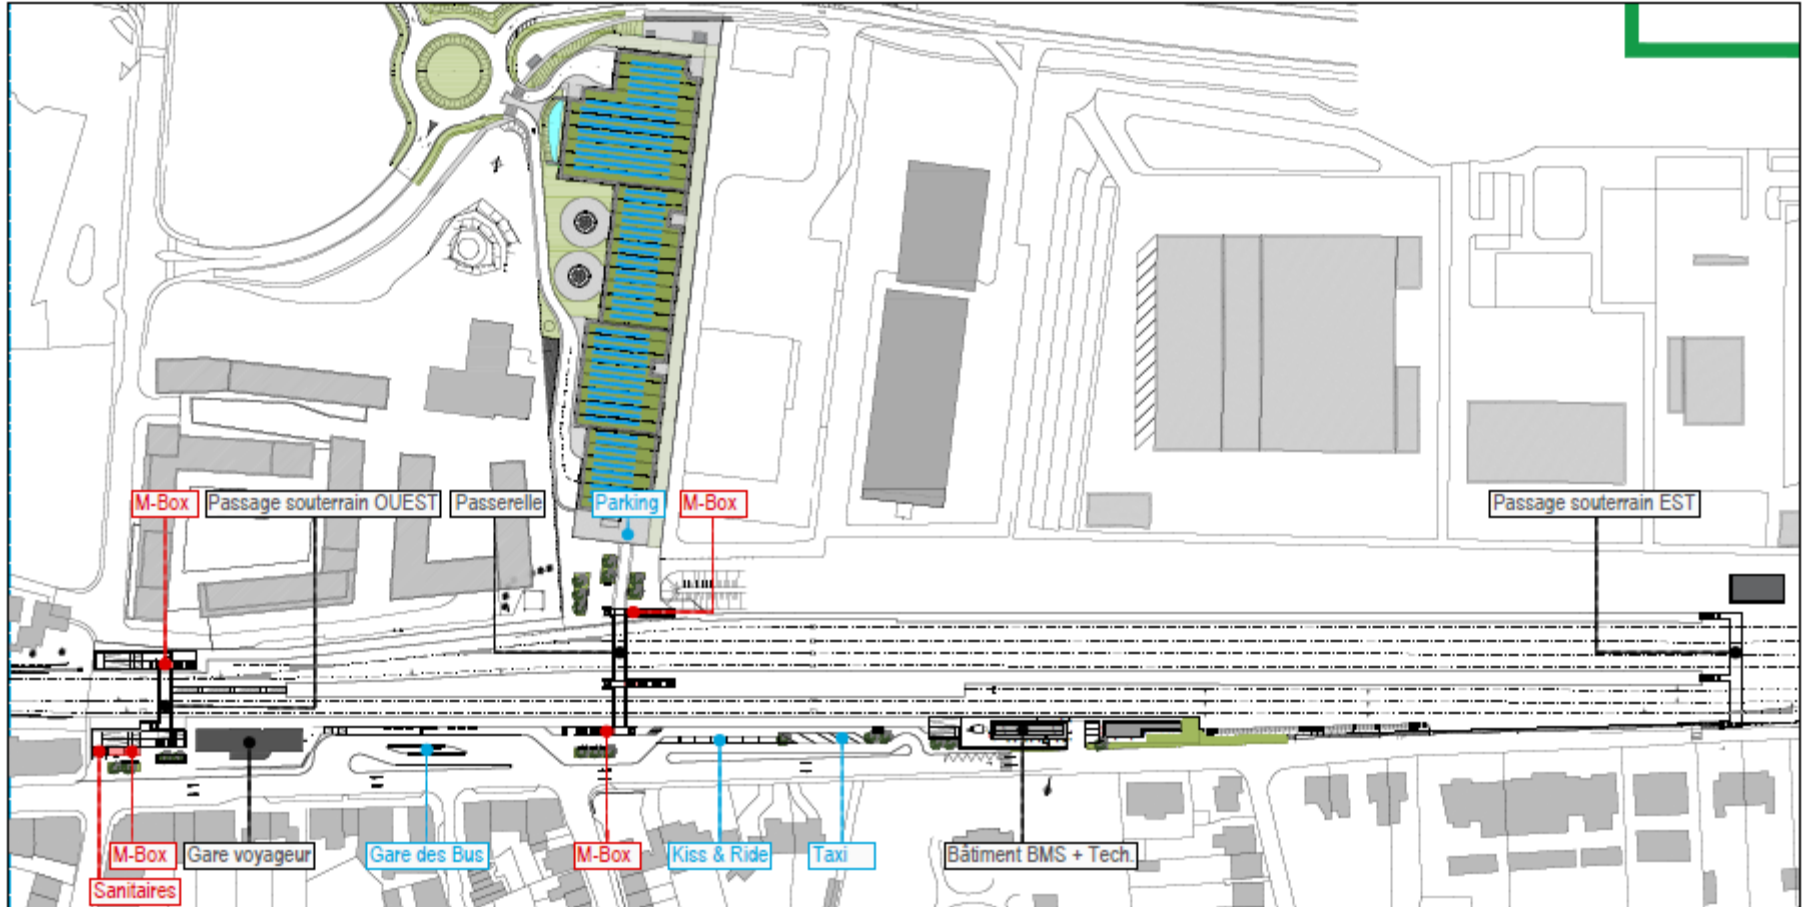 M-Box
Passage souterrain OUEST
Passerelle
Parking
M-Box
Passage souterrain EST
M-Box
Gare voyageur
Gare des Bus
M-Box
Kiss & Ride
Taxi
Bâtiment BMS + Tech.
Sanitaires